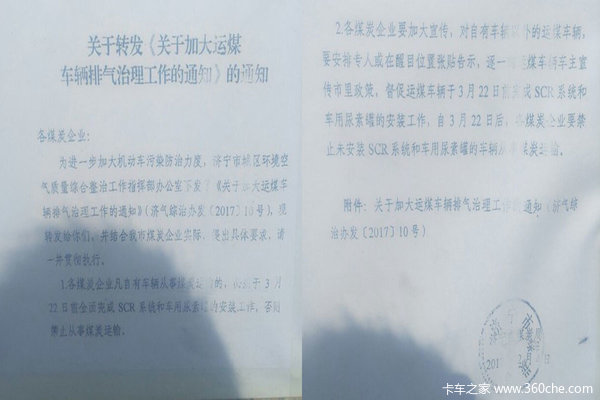 关于转发《关于加大运煤
车辆排气治理工作的通知》的通知
各煤炭企业：
为进一步加大机动车污染防治力度，济宁市城区环境空
气质量综合整治工作指挥部办公室下发了《关于加大运煤车
辆排气治理工作的通知》（济气综治办发〔2017〕10号），现
转发给你们，并结合我市煤炭企业实际，提出具体要求，请
一并贯彻执行。
1.各煤炭企业凡自有车辆从事煤炭运输的，须于3月
22日前全面完成SCR系统和车用尿素罐的安装工作，否则
禁止从事煤炭运输。
2.各煤炭企业要加大宣传，对自有车辆以外的运煤车辆，
要安排专人或在醒目位置张贴告示，逐一向运煤车辆车主宣
传市里政策，督促运煤车辆于3月22日前完成SCR系统和
车用尿素罐的安装工作，自3月22日后，各煤炭企业要禁
止未安装SCR系统和车用尿素罐的车辆从事煤炭运输。
附件：关于加大运煤车辆排气治理工作的通知（济气综
治办发〔2017〕10号）
卡车之家 www.360che.com